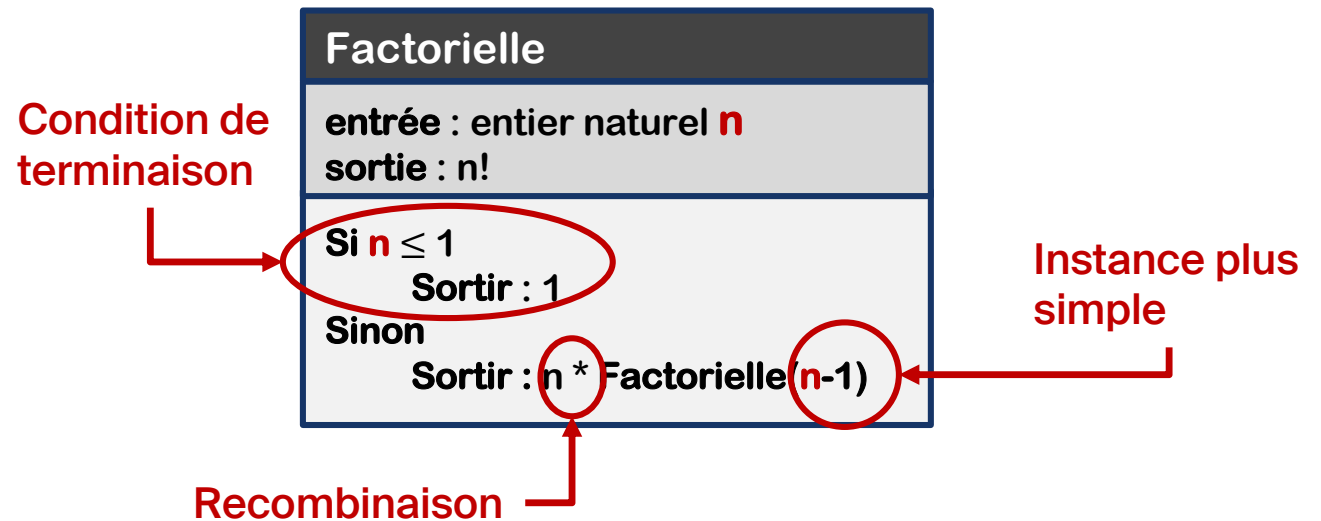 Factorielle
Condition de
terminaison
entrée : entier naturel n
sortie : n!
Si n ≤ 1
Sortir : 1
Sinon
Sortir : n * Factorielle(n-1)
Instance plus
simple
Recombinaison